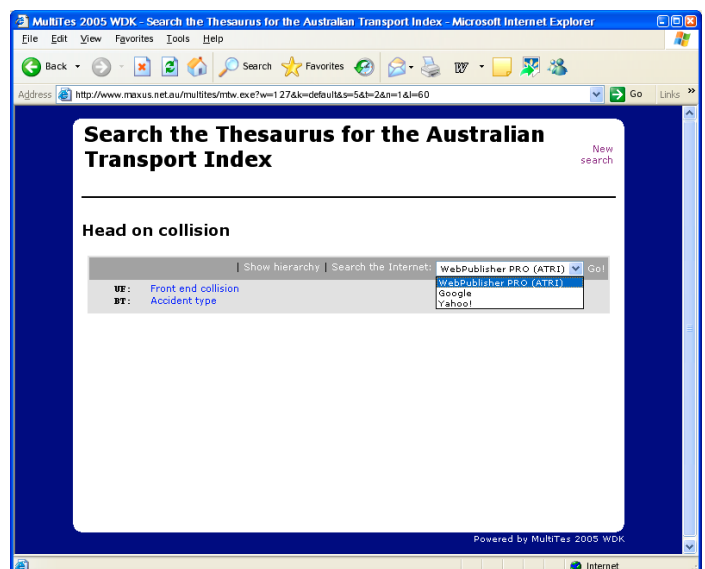 MultiTes 2005 WDK - Search the Thesaurus for the Australian Transport Index - Microsoft Internet Explorer
File Edit View Favorites Tools Help
Back Search Favorites
Address http://www.maxus.net.au/multites/mtw.exe?w=127&k=default&s=5&t=2&n=1&l=60 Go Links »
Search the Thesaurus for the Australian
Transport Index
New
search
Head on collision
| Show hierarchy | Search the Internet: WebPublisher PRO (ATRI) Go!
WebPublisher PRO (ATRI)
Google
Yahoo!
UF: Front end collision
BT: Accident type
Powered by MultiTes 2005 WDK
Internet